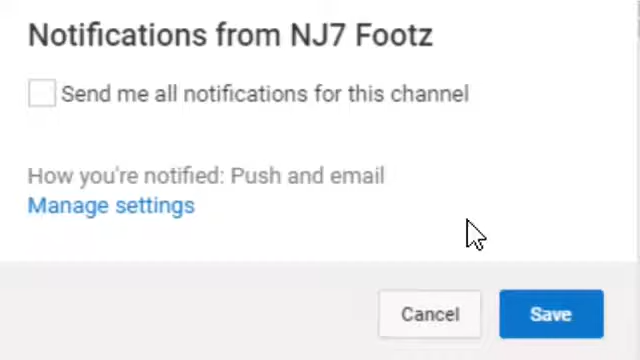 Notifications from NJ7 Footz
Send me all notifications for this channel
How you're notified: Push and email
Manage settings
Cancel
Save